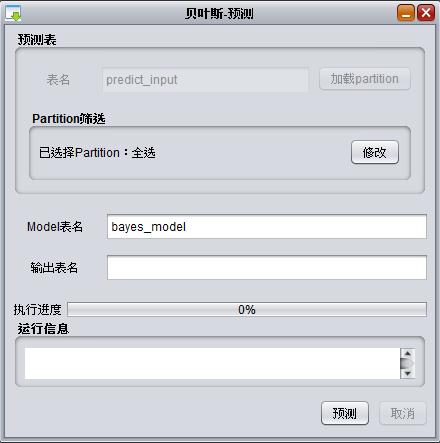 贝叶斯-预测
预测表
表名 predict_input 加载partition
Partition筛选
已选择Partition：全选 修改
Model表名 bayes_model
输出表名
执行进度 0%
运行信息
预测 取消